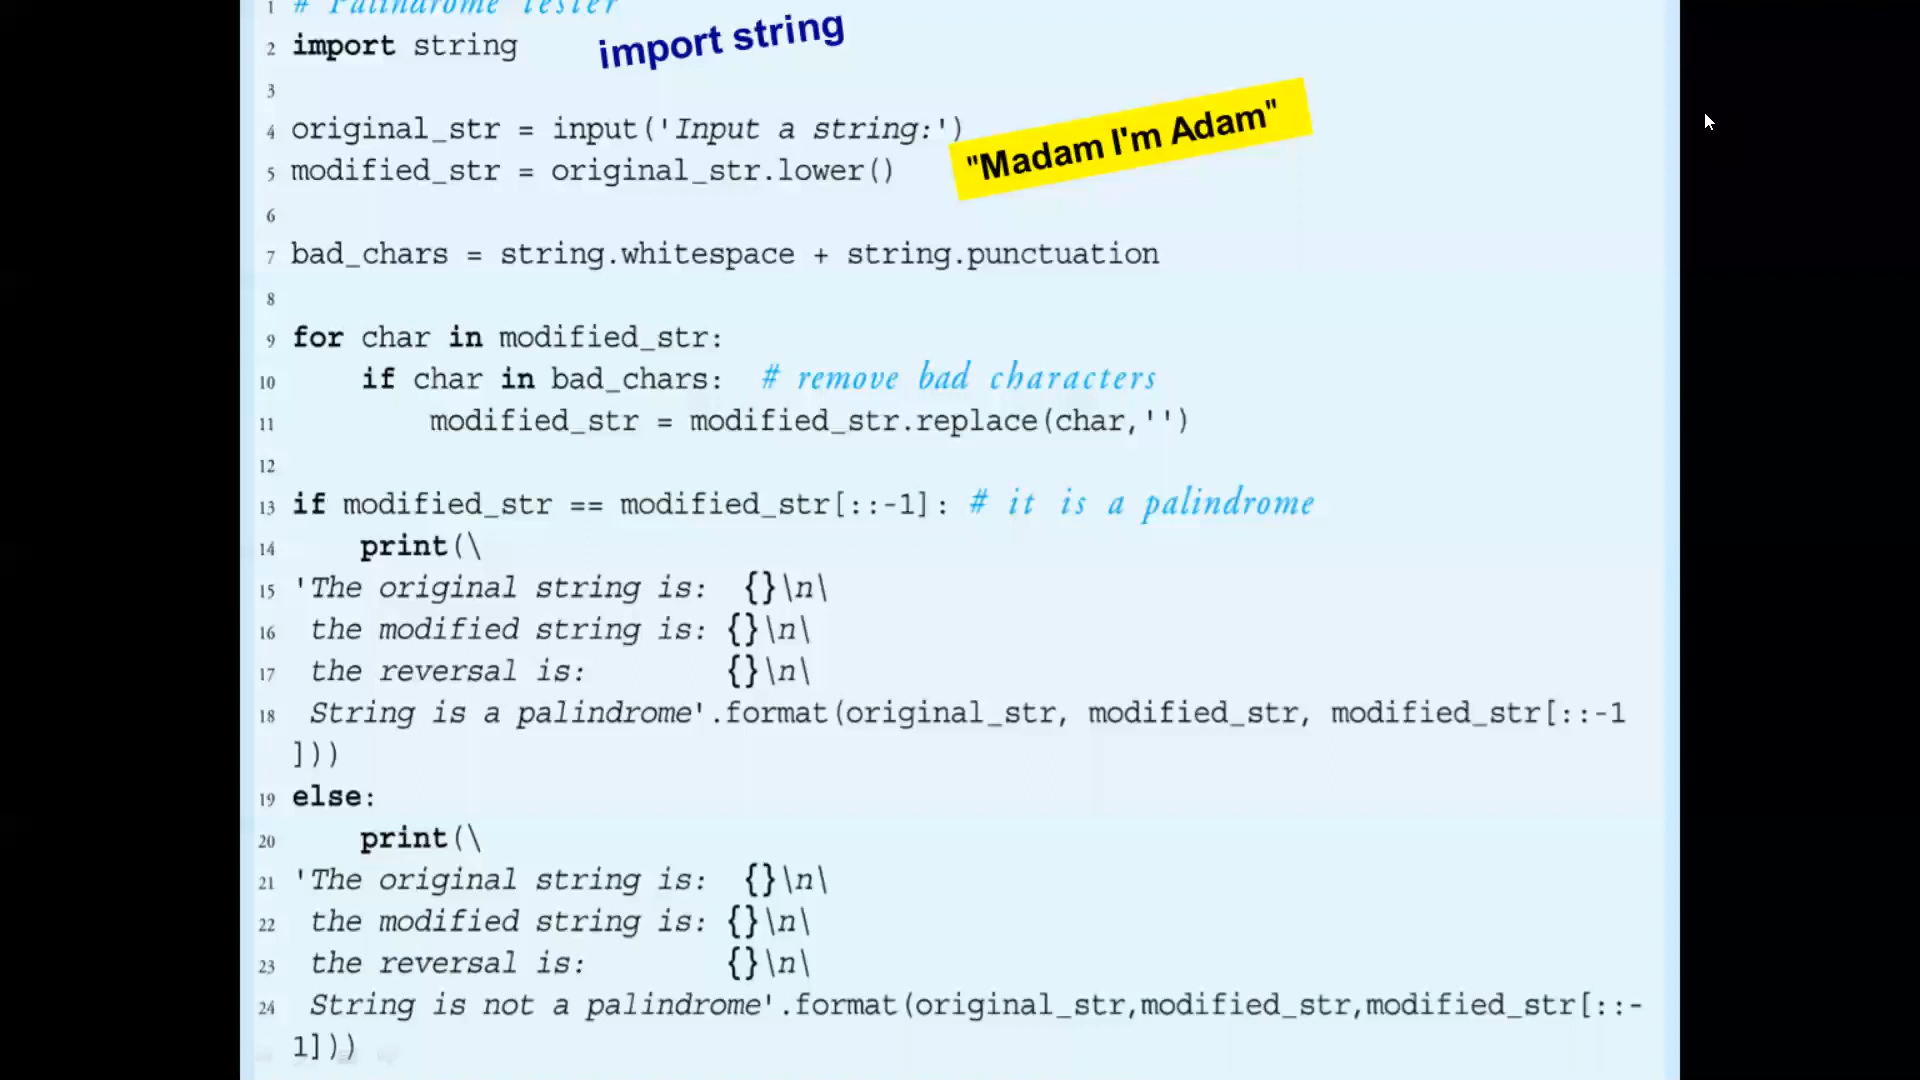 1 # Palindrome tester
2 import string
import string
3
4 original_str = input('Input a string:')
"Madam I'm Adam"
5 modified_str = original_str.lower()
6
7 bad_chars = string.whitespace + string.punctuation
8
9 for char in modified_str:
10     if char in bad_chars:  # remove bad characters
11         modified_str = modified_str.replace(char,'')
12
13 if modified_str == modified_str[::-1]: # it is a palindrome
14     print(\
15 'The original string is:  {}\n\
16  the modified string is: {}\n\
17  the reversal is:        {}\n\
18  String is a palindrome'.format(original_str, modified_str, modified_str[::-1
]))
19 else:
20     print(\
21 'The original string is:  {}\n\
22  the modified string is: {}\n\
23  the reversal is:        {}\n\
24  String is not a palindrome'.format(original_str,modified_str,modified_str[::-
1]))